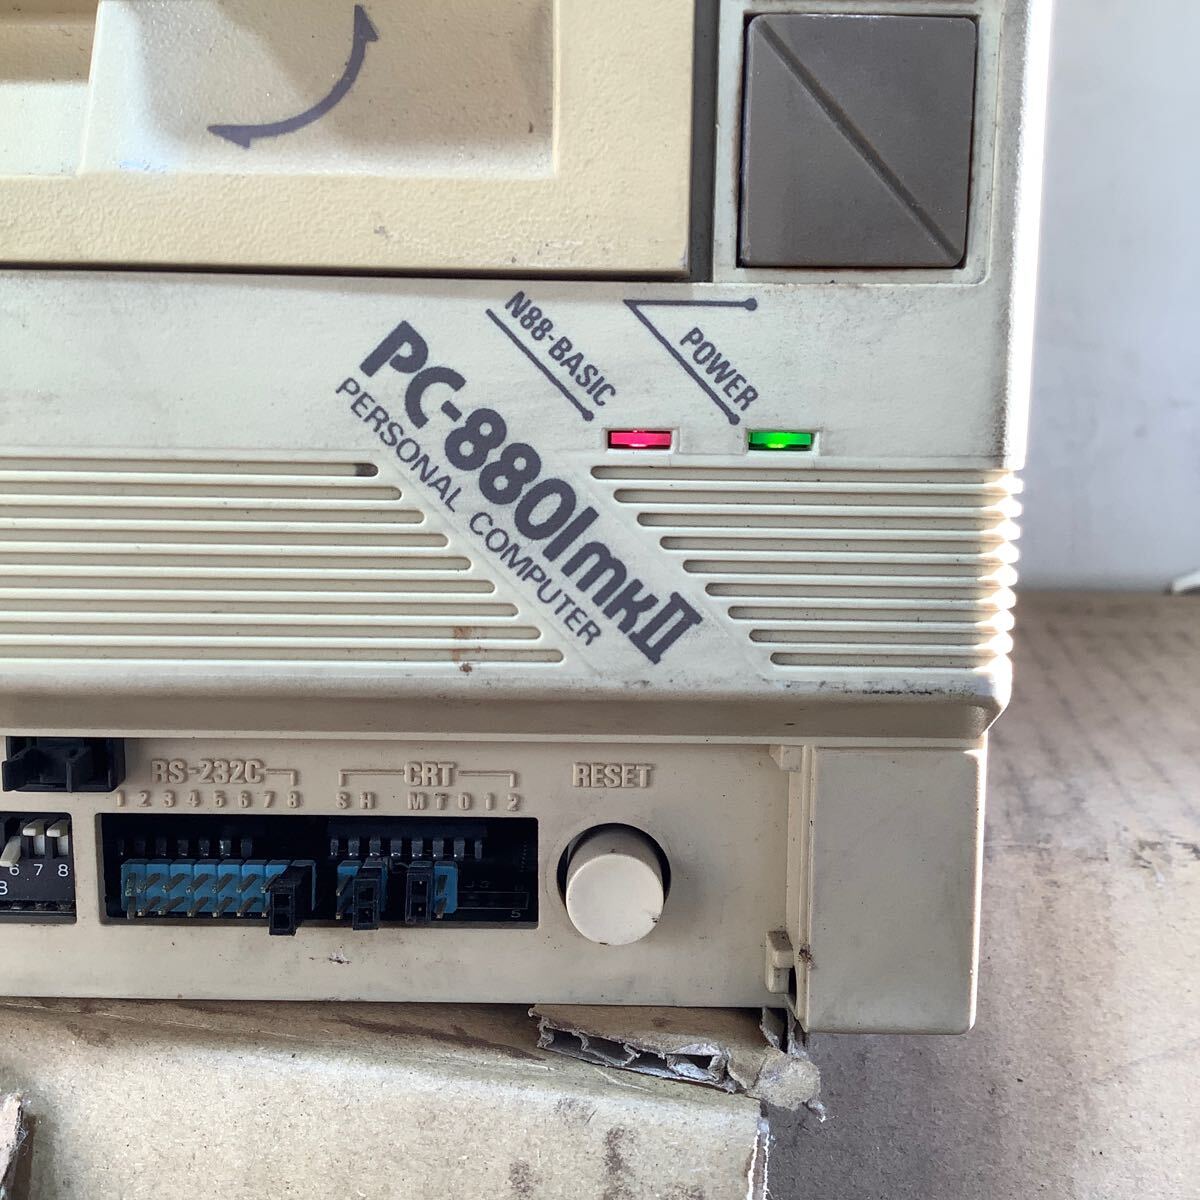 N88-BASIC
POWER
PC-8801mkII
PERSONAL COMPUTER
RS-232C
1 2 3 4 5 6 7 8
CRT
S H M T 0 1 2
RESET
6 7 8
5